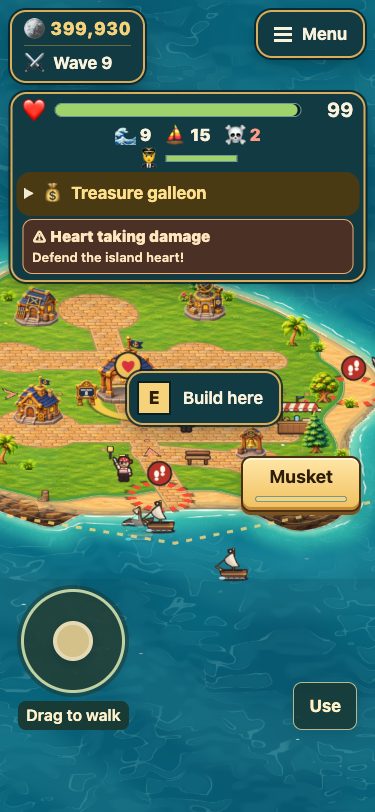 399,930
Wave 9
Menu
99
9
15
2
Treasure galleon
Heart taking damage
Defend the island heart!
E
Build here
Musket
Drag to walk
Use